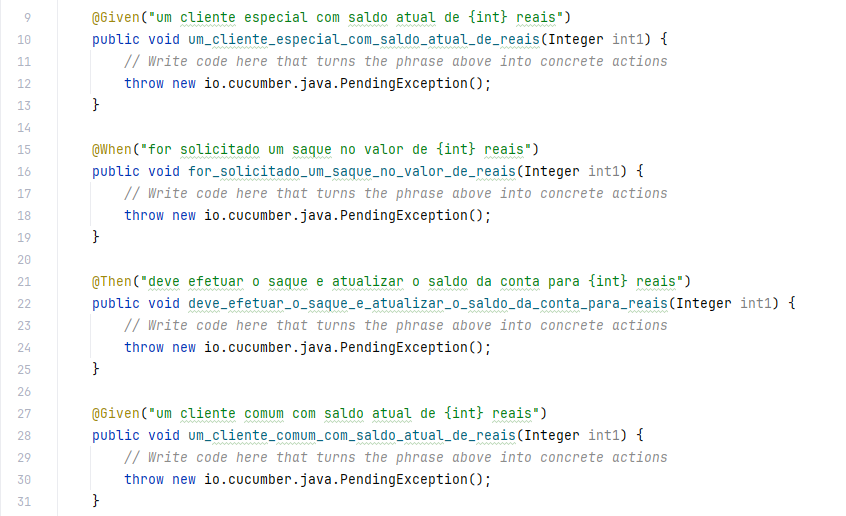 9 @Given("um cliente especial com saldo atual de {int} reais")
10 public void um_cliente_especial_com_saldo_atual_de_reais(Integer int1) {
11 // Write code here that turns the phrase above into concrete actions
12 throw new io.cucumber.java.PendingException();
13 }
14
15 @When("for solicitado um saque no valor de {int} reais")
16 public void for_solicitado_um_saque_no_valor_de_reais(Integer int1) {
17 // Write code here that turns the phrase above into concrete actions
18 throw new io.cucumber.java.PendingException();
19 }
20
21 @Then("deve efetuar o saque e atualizar o saldo da conta para {int} reais")
22 public void deve_efetuar_o_saque_e_atualizar_o_saldo_da_conta_para_reais(Integer int1) {
23 // Write code here that turns the phrase above into concrete actions
24 throw new io.cucumber.java.PendingException();
25 }
26
27 @Given("um cliente comum com saldo atual de {int} reais")
28 public void um_cliente_comum_com_saldo_atual_de_reais(Integer int1) {
29 // Write code here that turns the phrase above into concrete actions
30 throw new io.cucumber.java.PendingException();
31 }